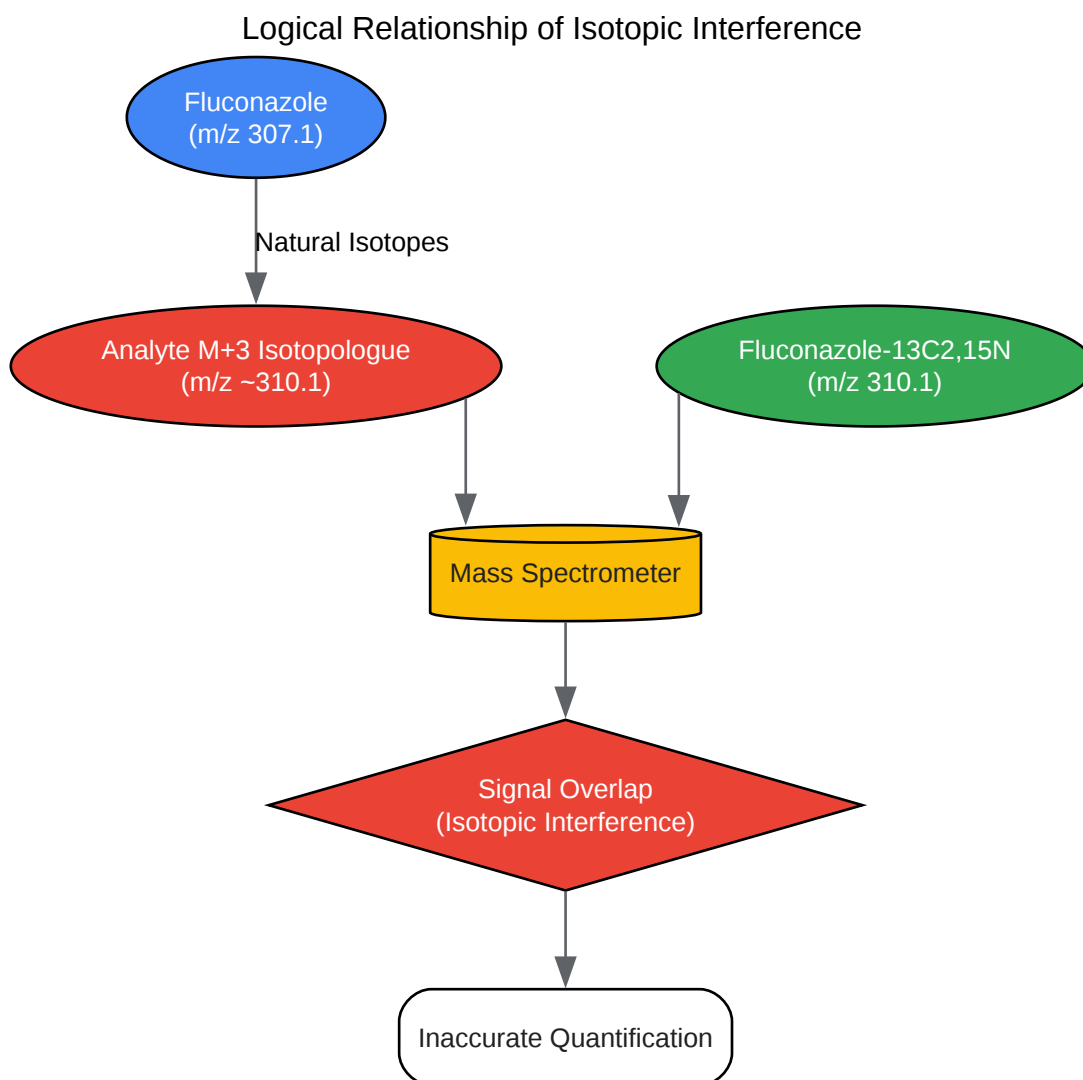 Logical Relationship of Isotopic Interference
Fluconazole
(m/z 307.1)
Natural Isotopes
Analyte M+3 Isotopologue
(m/z ~310.1)
Fluconazole-13C2,15N
(m/z 310.1)
Mass Spectrometer
Signal Overlap
(Isotopic Interference)
Inaccurate Quantification